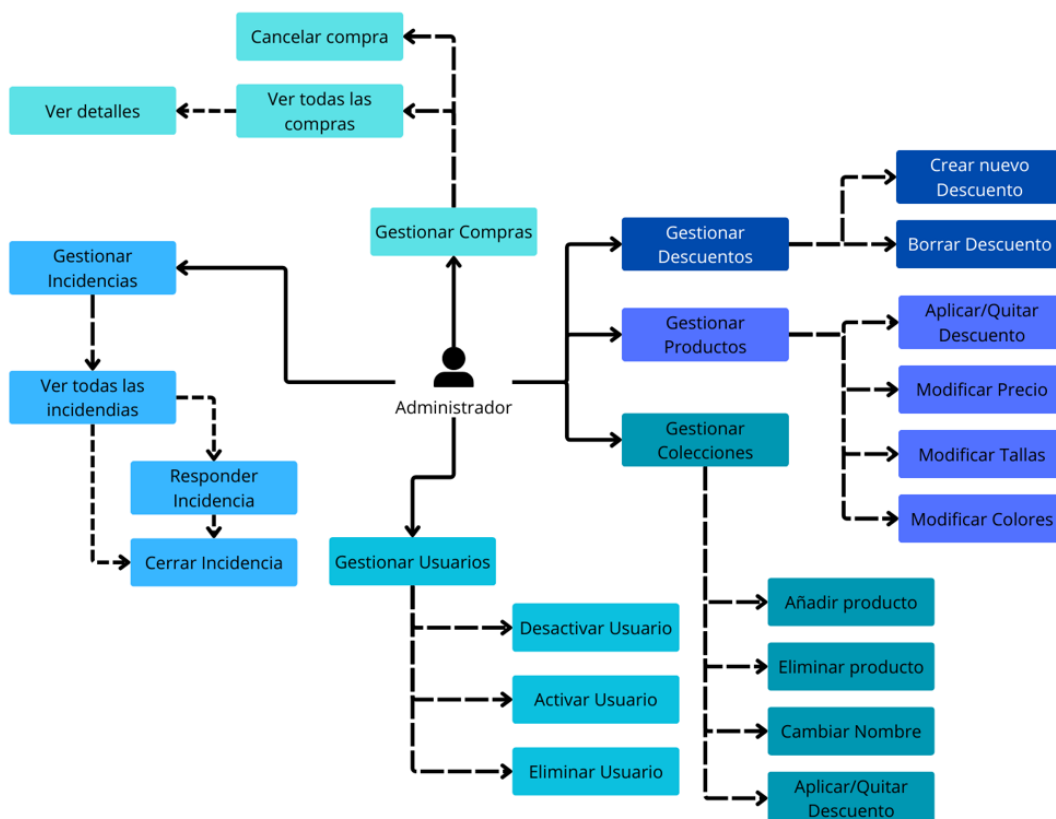 Cancelar compra
Ver detalles
Ver todas las
compras
Crear nuevo
Descuento
Gestionar Compras
Gestionar
Descuentos
Borrar Descuento
Gestionar
Incidencias
Gestionar
Productos
Aplicar/Quitar
Descuento
Modificar Precio
Ver todas las
incidendias
Administrador
Gestionar
Colecciones
Modificar Tallas
Responder
Incidencia
Modificar Colores
Cerrar Incidencia
Gestionar Usuarios
Añadir producto
Desactivar Usuario
Eliminar producto
Activar Usuario
Cambiar Nombre
Eliminar Usuario
Aplicar/Quitar
Descuento